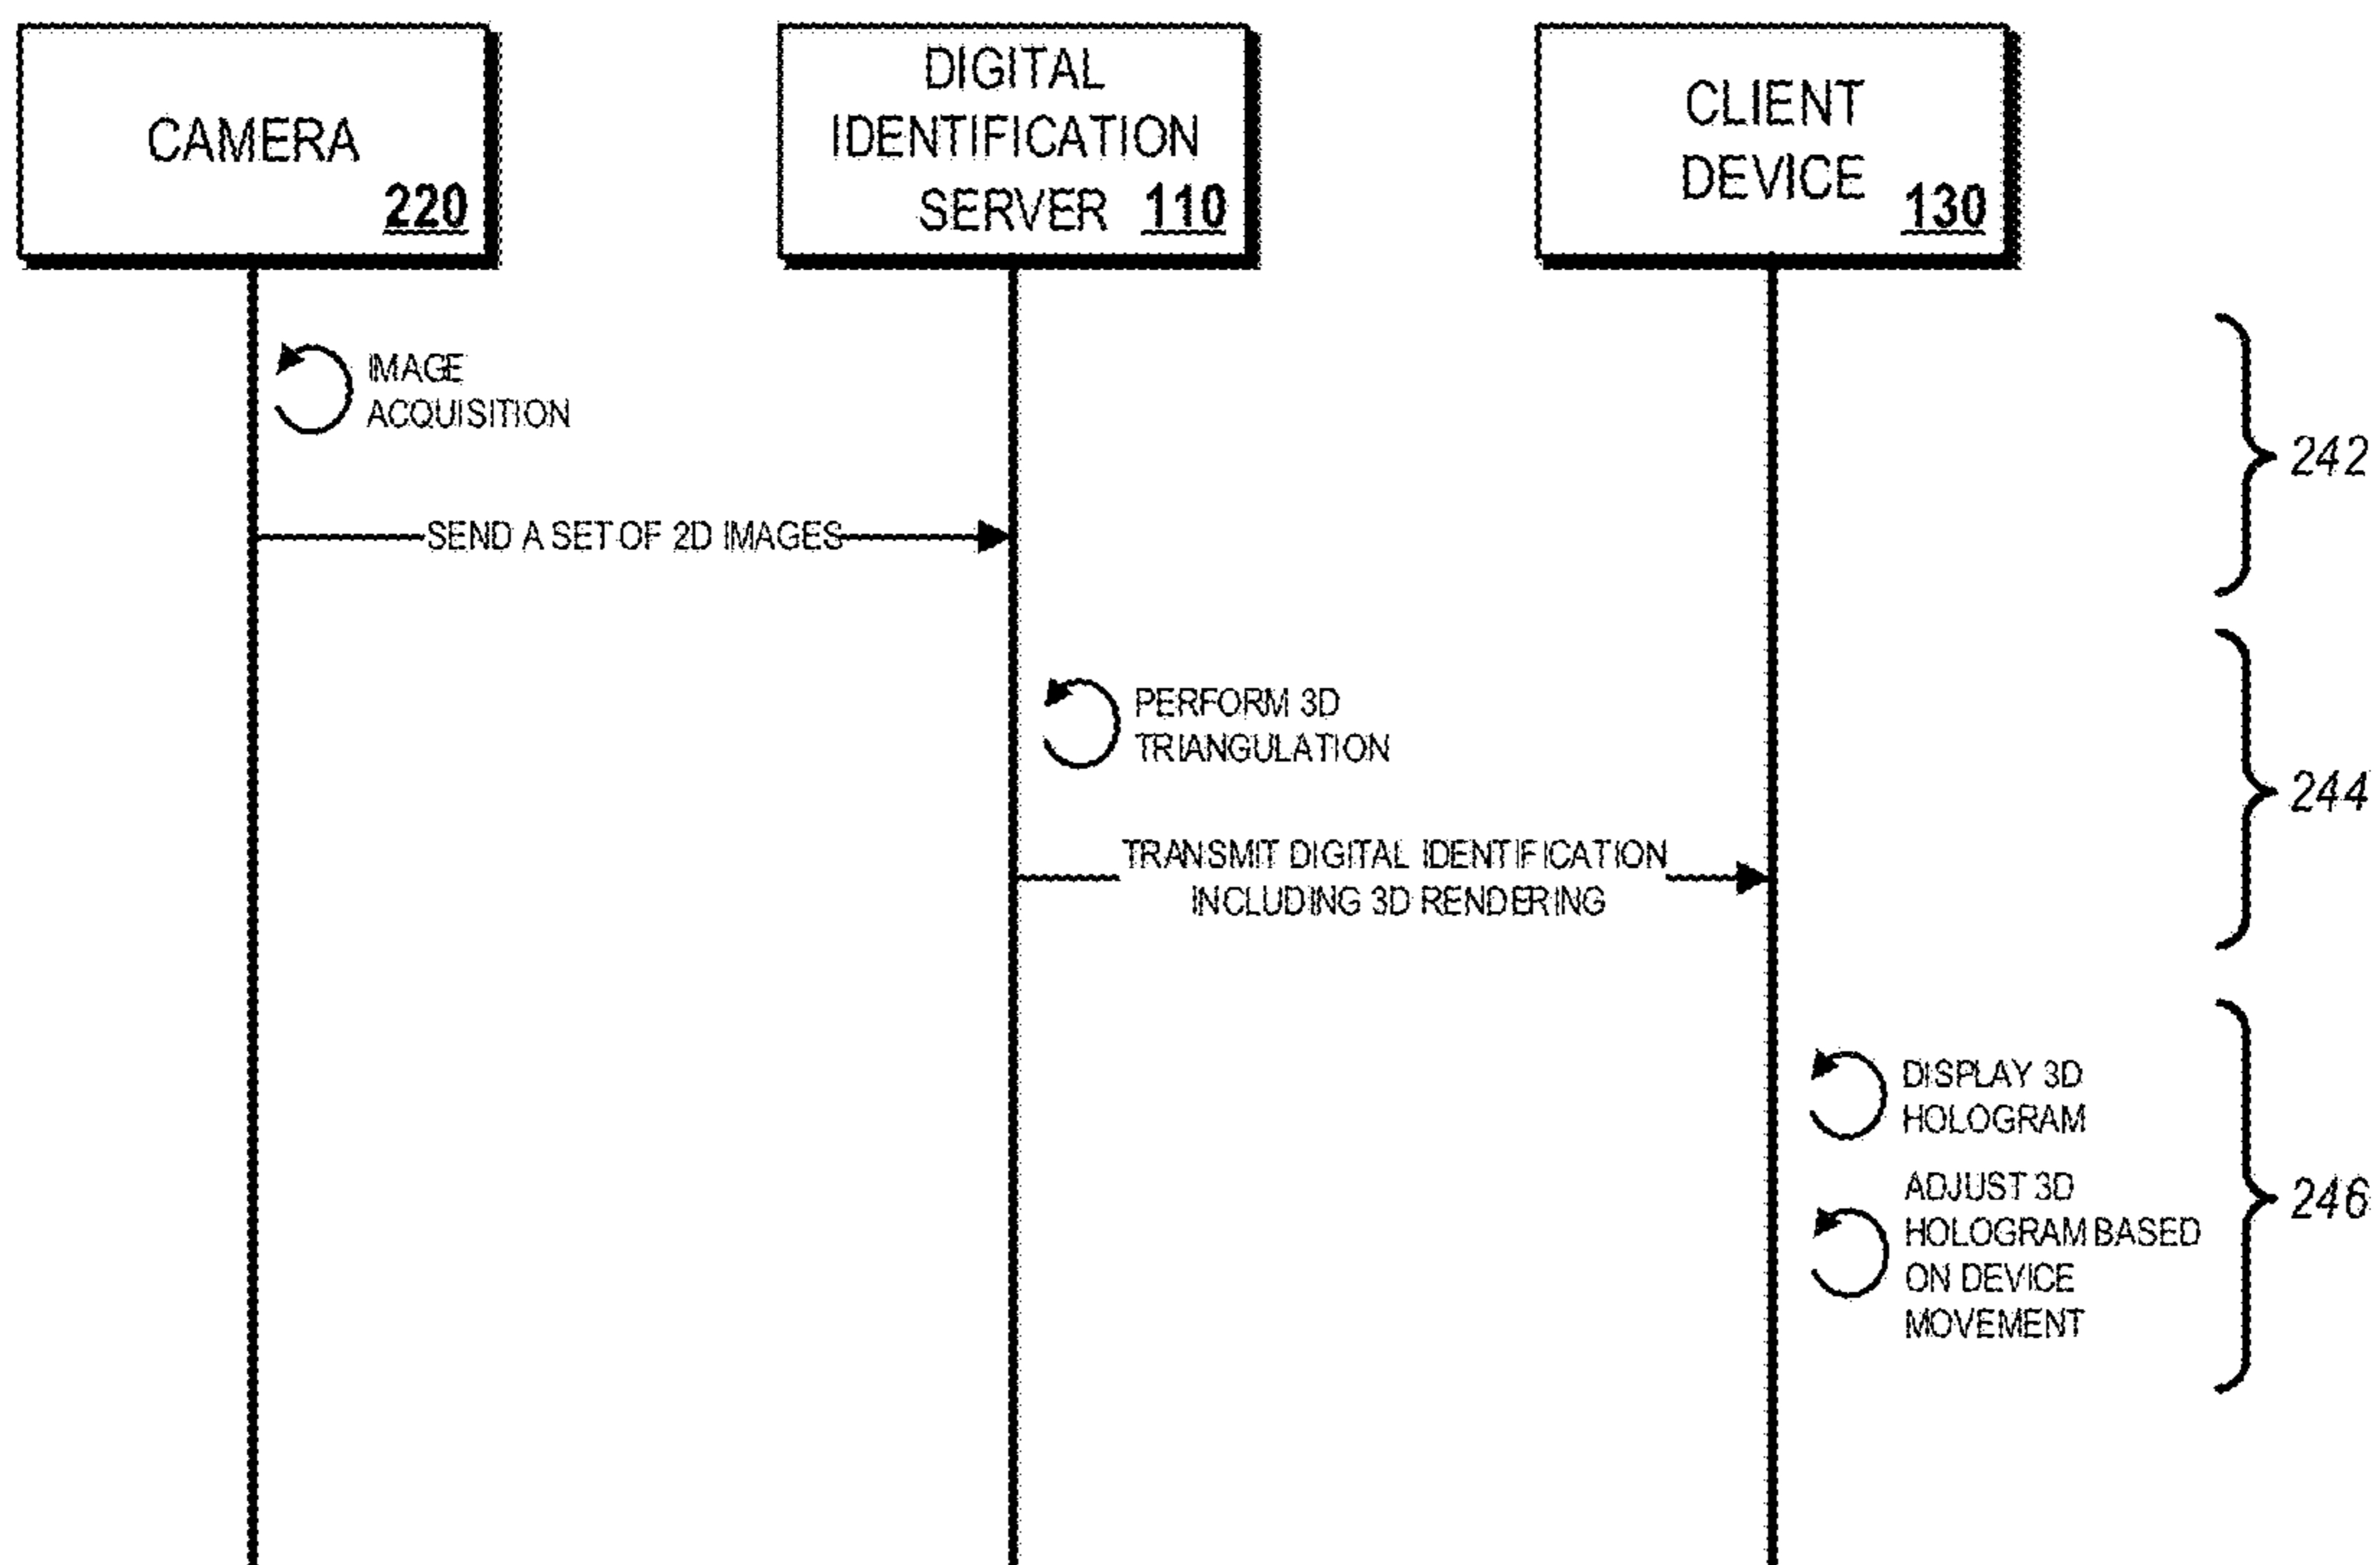 CAMERA
220
DIGITAL
IDENTIFICATION
SERVER 110
CLIENT
DEVICE 130
IMAGE
ACQUISITION
242
SEND A SET OF 2D IMAGES
PERFORM 3D
TRIANGULATION
244
TRANSMIT DIGITAL IDENTIFICATION
INCLUDING 3D RENDERING
DISPLAY 3D
HOLOGRAM
246
ADJUST 3D
HOLOGRAM BASED
ON DEVICE
MOVEMENT